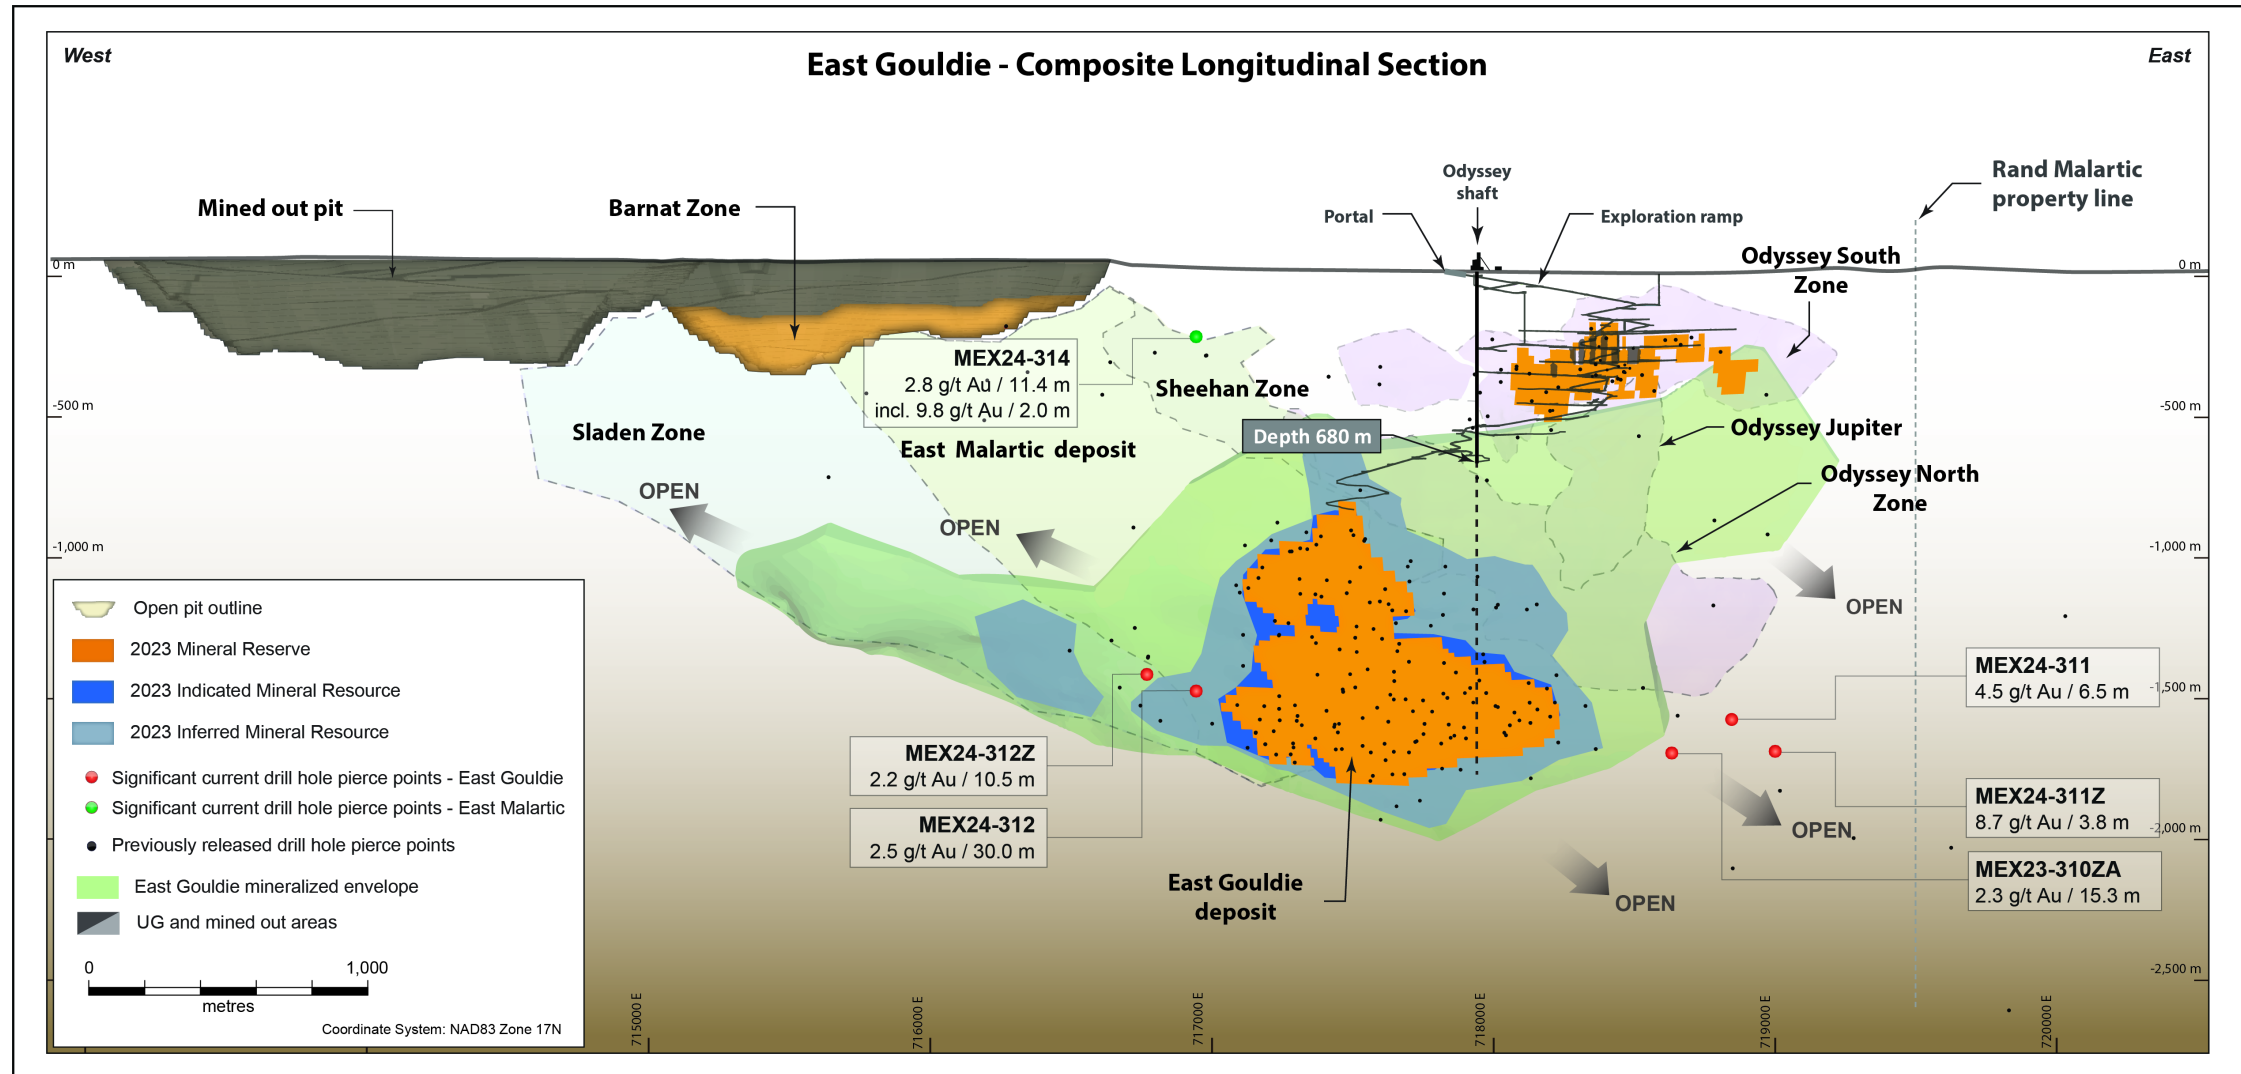 West
East Gouldie - Composite Longitudinal Section
East
Mined out pit
Barnat Zone
Odyssey
shaft
Portal
Exploration ramp
Rand Malartic
property line
Odyssey South
Zone
0 m
0 m
MEX24-314
2.8 g/t Au / 11.4 m
incl. 9.8 g/t Au / 2.0 m
Sheehan Zone
-500 m
-500 m
Sladen Zone
East Malartic deposit
Depth 680 m
Odyssey Jupiter
Odyssey North
Zone
OPEN
OPEN
-1,000 m
-1,000 m
OPEN
Open pit outline
2023 Mineral Reserve
2023 Indicated Mineral Resource
2023 Inferred Mineral Resource
Significant current drill hole pierce points - East Gouldie
Significant current drill hole pierce points - East Malartic
Previously released drill hole pierce points
East Gouldie mineralized envelope
UG and mined out areas
0 1,000
metres
Coordinate System: NAD83 Zone 17N
MEX24-311
4.5 g/t Au / 6.5 m
-1,500 m
MEX24-312Z
2.2 g/t Au / 10.5 m
MEX24-312
2.5 g/t Au / 30.0 m
MEX24-311Z
8.7 g/t Au / 3.8 m
-2,000 m
OPEN
MEX23-310ZA
2.3 g/t Au / 15.3 m
East Gouldie
deposit
OPEN
-2,500 m
715000 E
716000 E
717000 E
718000 E
719000 E
720000 E